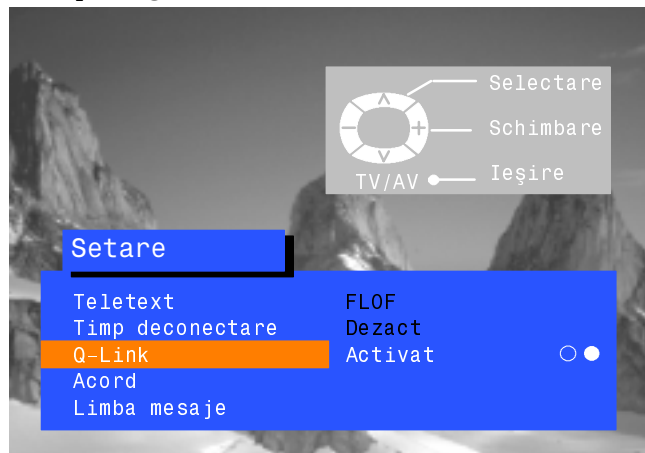 Selectare
Schimbare
TV/AV Ieşire
Setare
Teletext FLOF
Timp deconectare Dezact
Q-Link Activat
Acord
Limba mesaje